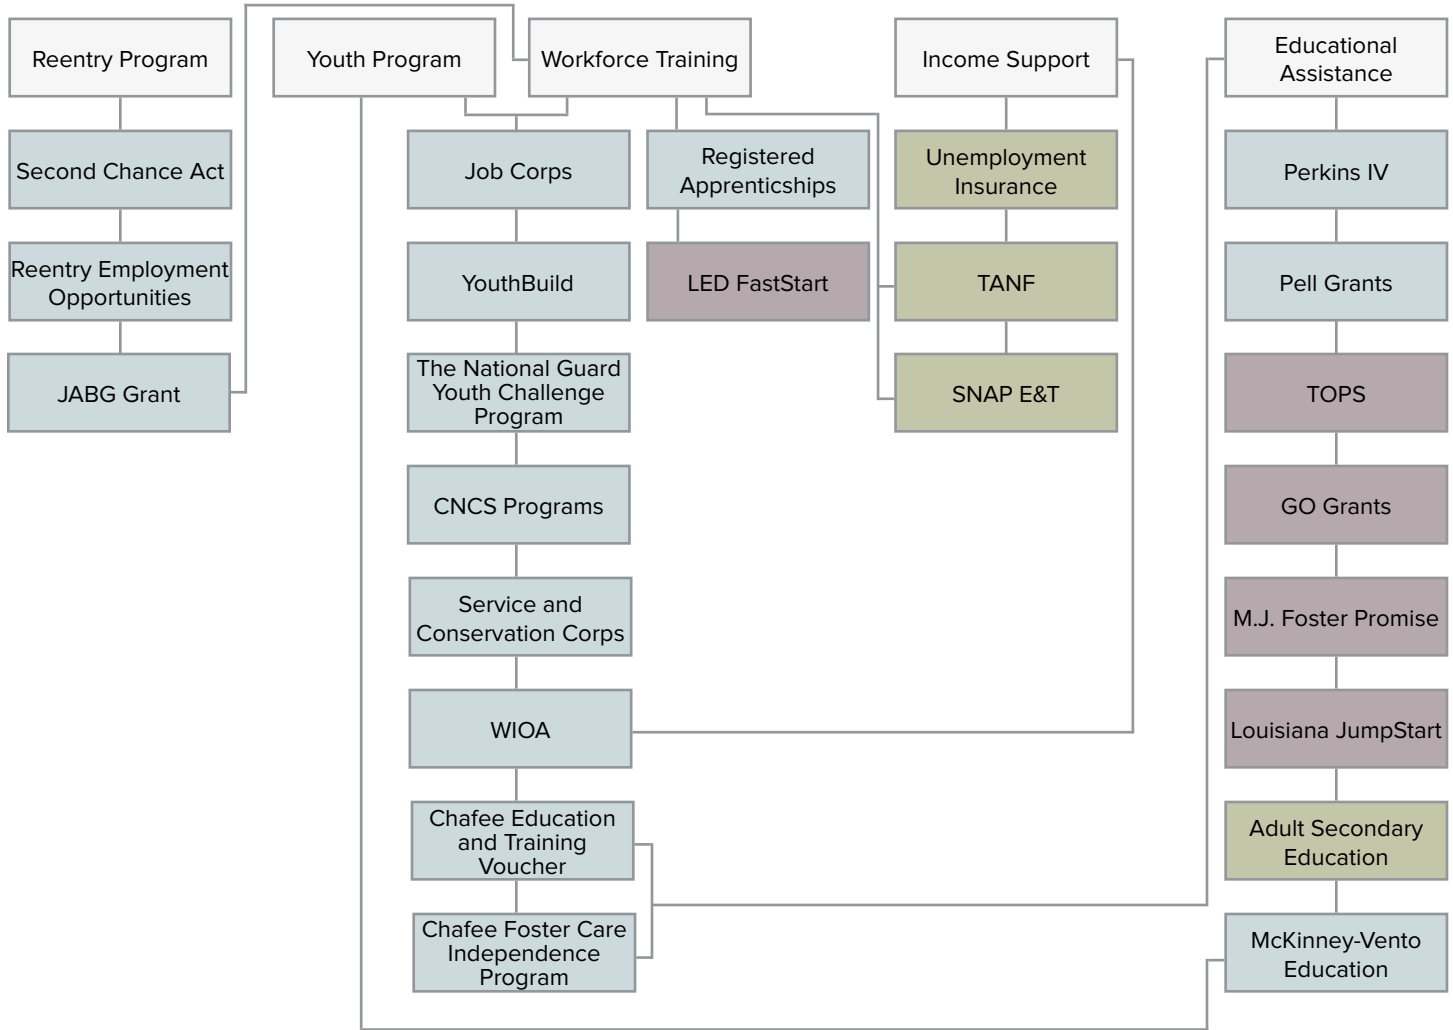 Reentry Program
Youth Program
Workforce Training
Income Support
Educational
Assistance
Second Chance Act
Job Corps
Registered
Apprenticships
Unemployment
Insurance
Perkins IV
Reentry Employment
Opportunities
YouthBuild
LED FastStart
TANF
Pell Grants
JABG Grant
The National Guard
Youth Challenge
Program
SNAP E&T
TOPS
CNCS Programs
GO Grants
Service and
Conservation Corps
M.J. Foster Promise
WIOA
Louisiana JumpStart
Chafee Education
and Training
Voucher
Adult Secondary
Education
Chafee Foster Care
Independence
Program
McKinney-Vento
Education